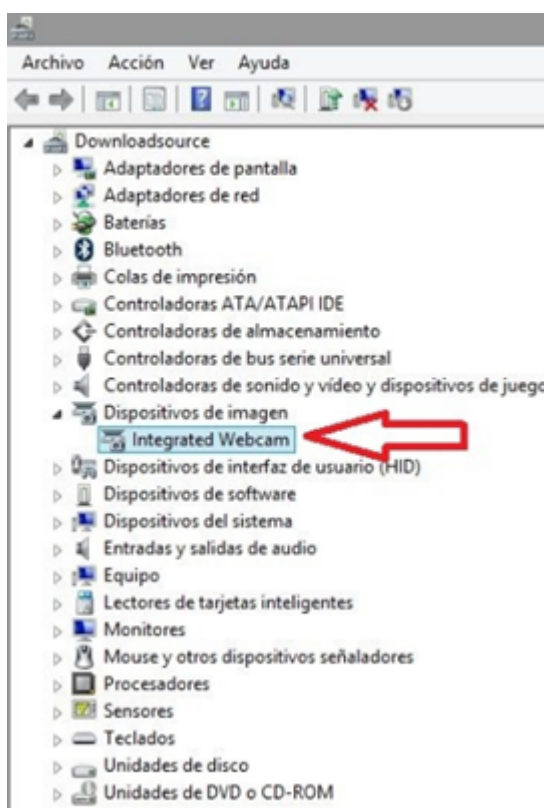 Archivo Acción Ver Ayuda
Downloadsource
Adaptadores de pantalla
Adaptadores de red
Baterías
Bluetooth
Colas de impresión
Controladoras ATA/ATAPI IDE
Controladoras de almacenamiento
Controladoras de bus serie universal
Controladoras de sonido y vídeo y dispositivos de juego
Dispositivos de imagen
Integrated Webcam
Dispositivos de interfaz de usuario (HID)
Dispositivos de software
Dispositivos del sistema
Entradas y salidas de audio
Equipo
Lectores de tarjetas inteligentes
Monitores
Mouse y otros dispositivos señaladores
Procesadores
Sensores
Teclados
Unidades de disco
Unidades de DVD o CD-ROM